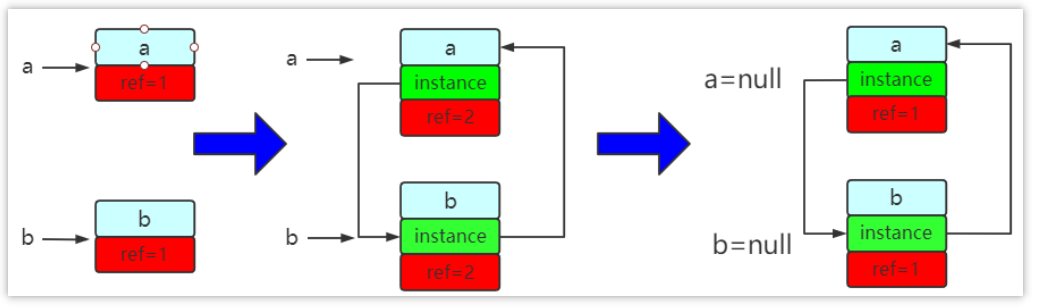 a
a
ref=1
b
b
ref=1
a
a
instance
ref=2
b
b
instance
ref=2
a=null
a
instance
ref=1
b=null
b
instance
ref=1